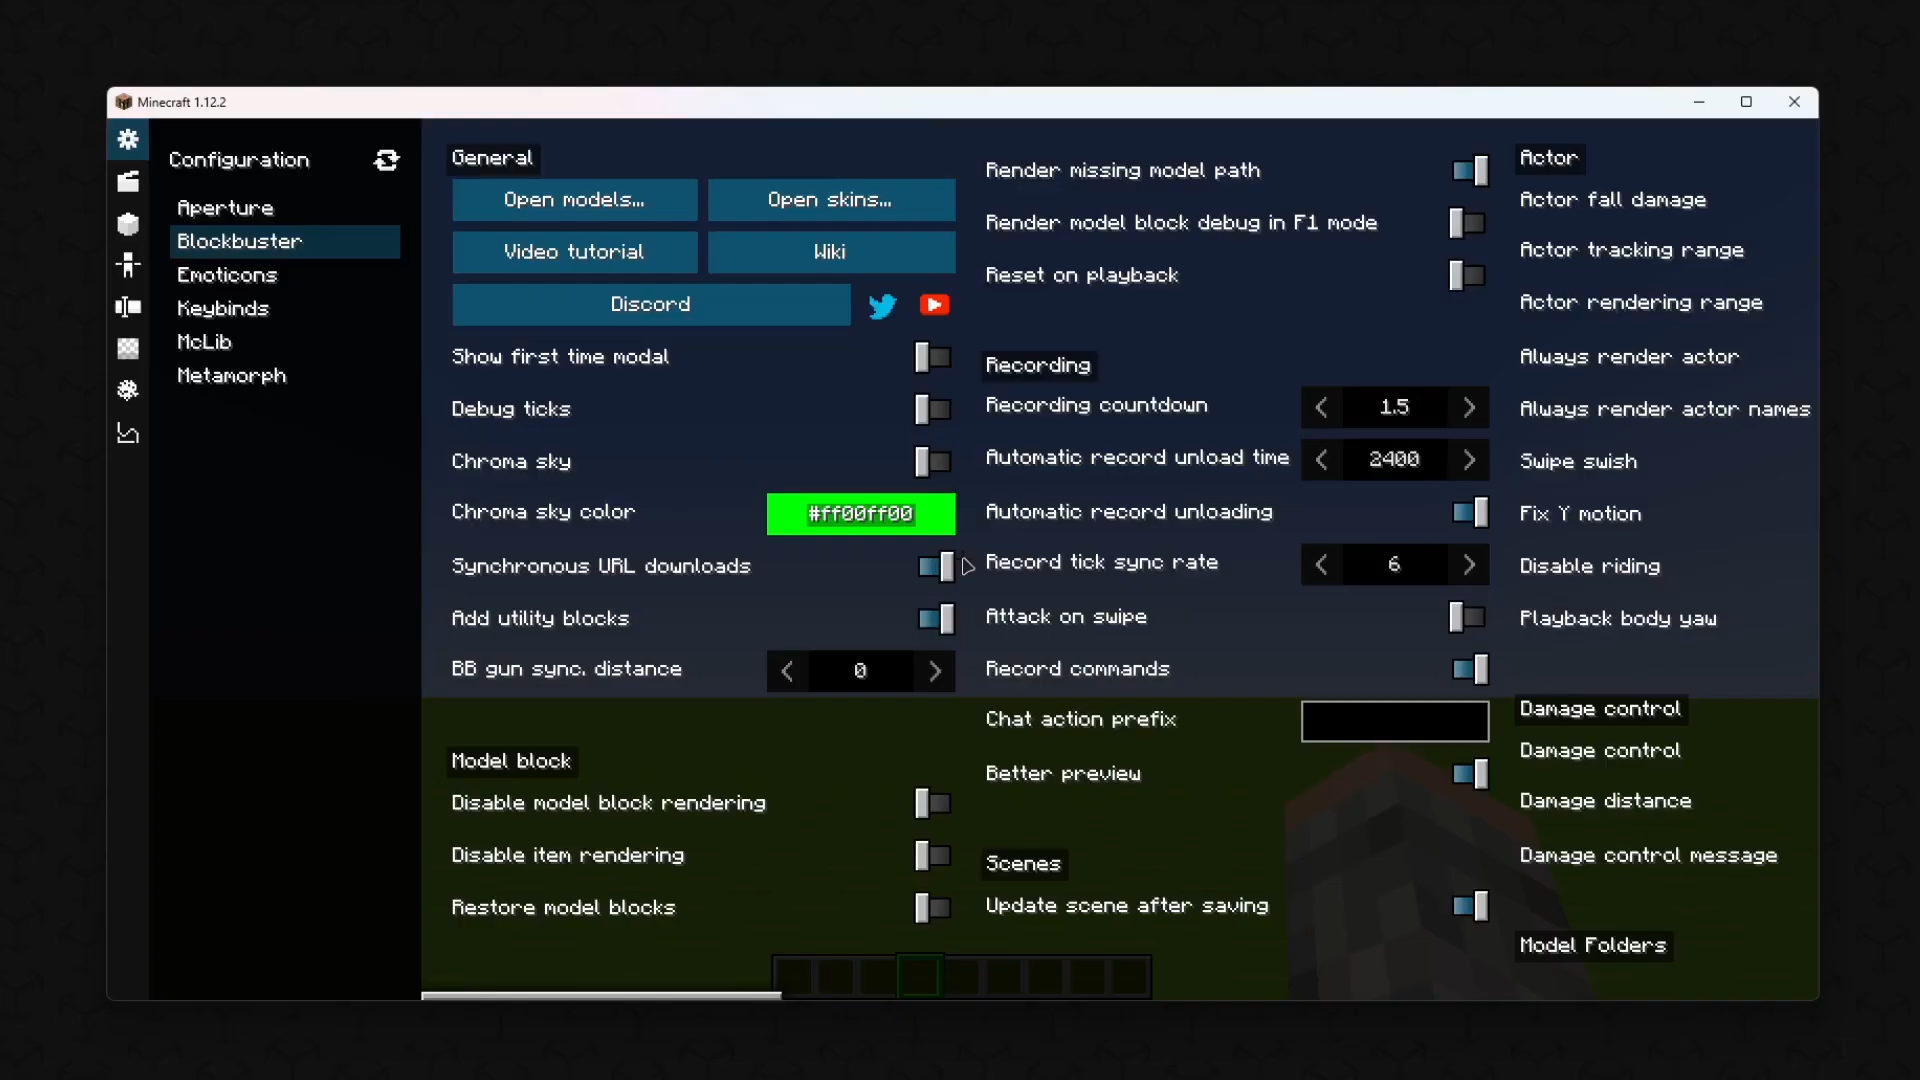 Minecraft 1.12.2
Configuration
Aperture
Blockbuster
Emoticons
Keybinds
McLib
Metamorph
General
Open models...
Open skins...
Video tutorial
Wiki
Discord
Show first time modal
Debug ticks
Chroma sky
Chroma sky color
#ff00ff00
Synchronous URL downloads
Add utility blocks
BB gun sync. distance
0
Model block
Disable model block rendering
Disable item rendering
Restore model blocks
Render missing model path
Render model block debug in F1 mode
Reset on playback
Recording
Recording countdown
1.5
Automatic record unload time
2400
Automatic record unloading
Record tick sync rate
6
Attack on swipe
Record commands
Chat action prefix
Better preview
Scenes
Update scene after saving
Actor
Actor fall damage
Actor tracking range
Actor rendering range
Always render actor
Always render actor names
Swipe swish
Fix Y motion
Disable riding
Playback body yaw
Damage control
Damage control
Damage distance
Damage control message
Model Folders